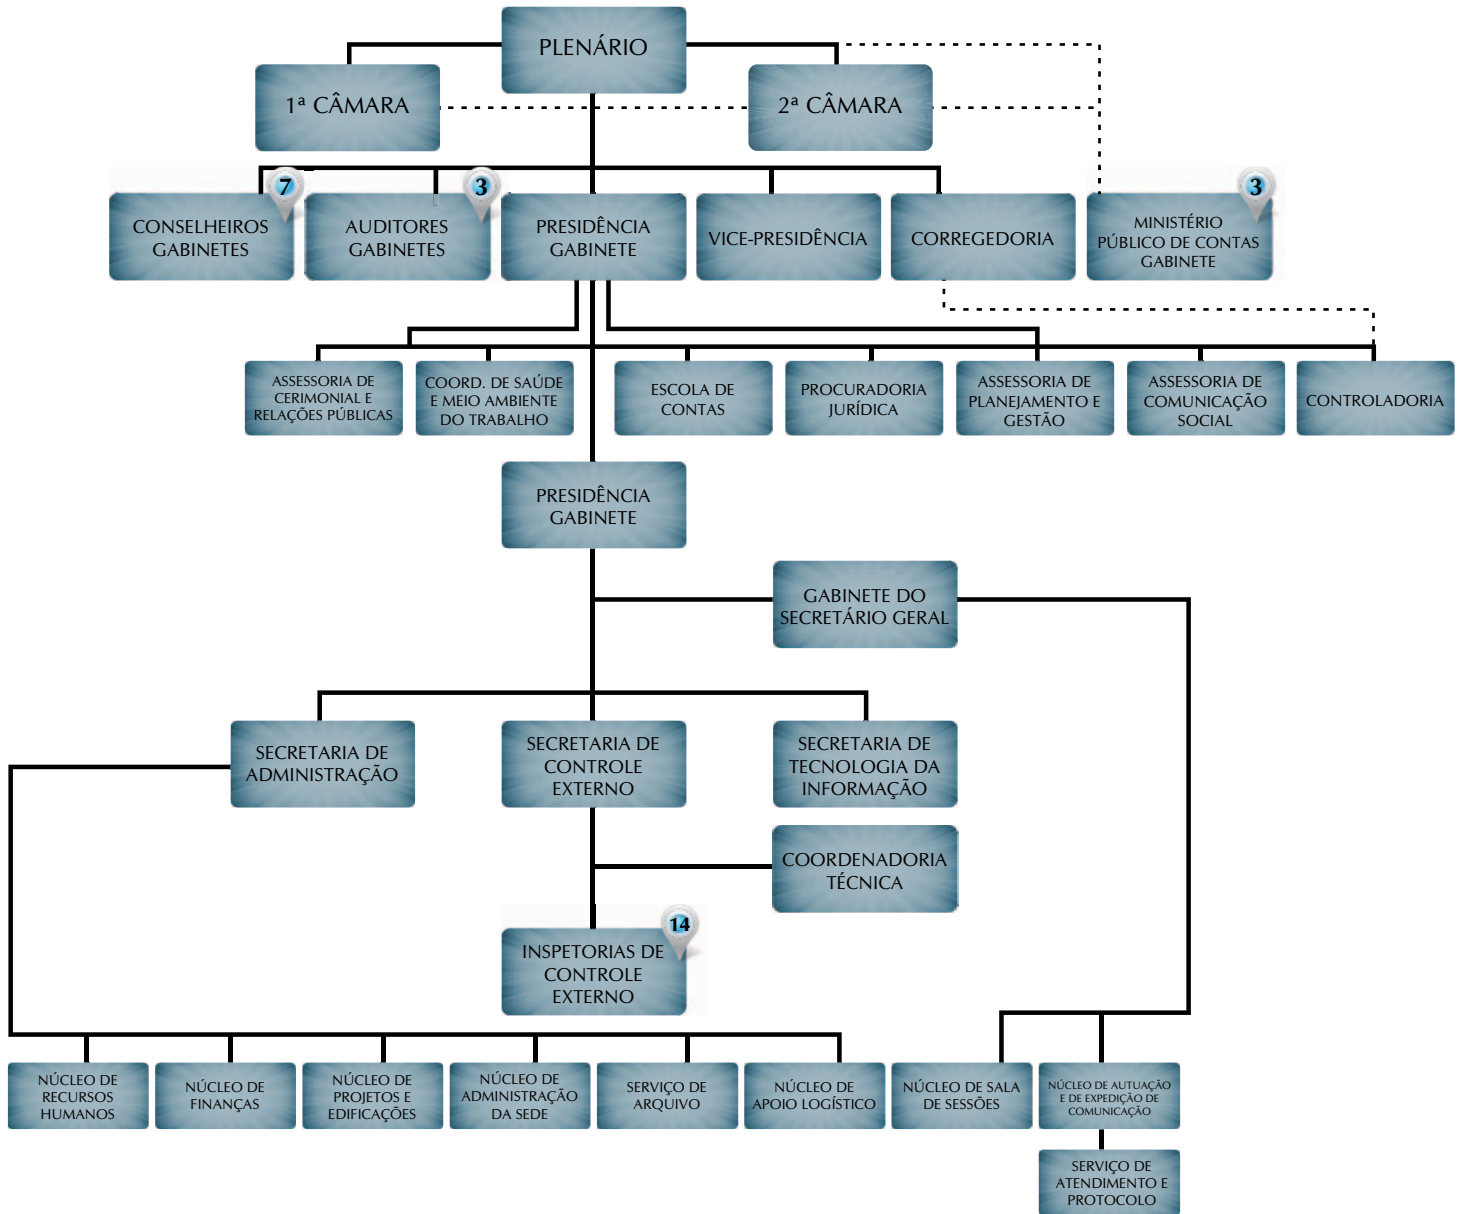 PLENÁRIO
1ª CÂMARA
2ª CÂMARA
7
CONSELHEIROS
GABINETES
3
AUDITORES
GABINETES
PRESIDÊNCIA
GABINETE
VICE-PRESIDÊNCIA
CORREGEDORIA
3
MINISTÉRIO
PÚBLICO DE CONTAS
GABINETE
ASSESSORIA DE
CERIMONIAL E
RELAÇÕES PÚBLICAS
COORD. DE SAÚDE
E MEIO AMBIENTE
DO TRABALHO
ESCOLA DE
CONTAS
PROCURADORIA
JURÍDICA
ASSESSORIA DE
PLANEJAMENTO E
GESTÃO
ASSESSORIA DE
COMUNICAÇÃO
SOCIAL
CONTROLADORIA
PRESIDÊNCIA
GABINETE
GABINETE DO
SECRETÁRIO GERAL
SECRETARIA DE
ADMINISTRAÇÃO
SECRETARIA DE
CONTROLE
EXTERNO
SECRETARIA DE
TECNOLOGIA DA
INFORMAÇÃO
COORDENADORIA
TÉCNICA
14
INSPETORIAS DE
CONTROLE
EXTERNO
NÚCLEO DE
RECURSOS
HUMANOS
NÚCLEO DE
FINANÇAS
NÚCLEO DE
PROJETOS E
EDIFICAÇÕES
NÚCLEO DE
ADMINISTRAÇÃO
DA SEDE
SERVIÇO DE
ARQUIVO
NÚCLEO DE
APOIO LOGÍSTICO
NÚCLEO DE SALA
DE SESSÕES
NÚCLEO DE AUTUAÇÃO
E DE EXPEDIÇÃO DE
COMUNICAÇÃO
SERVIÇO DE
ATENDIMENTO E
PROTOCOLO